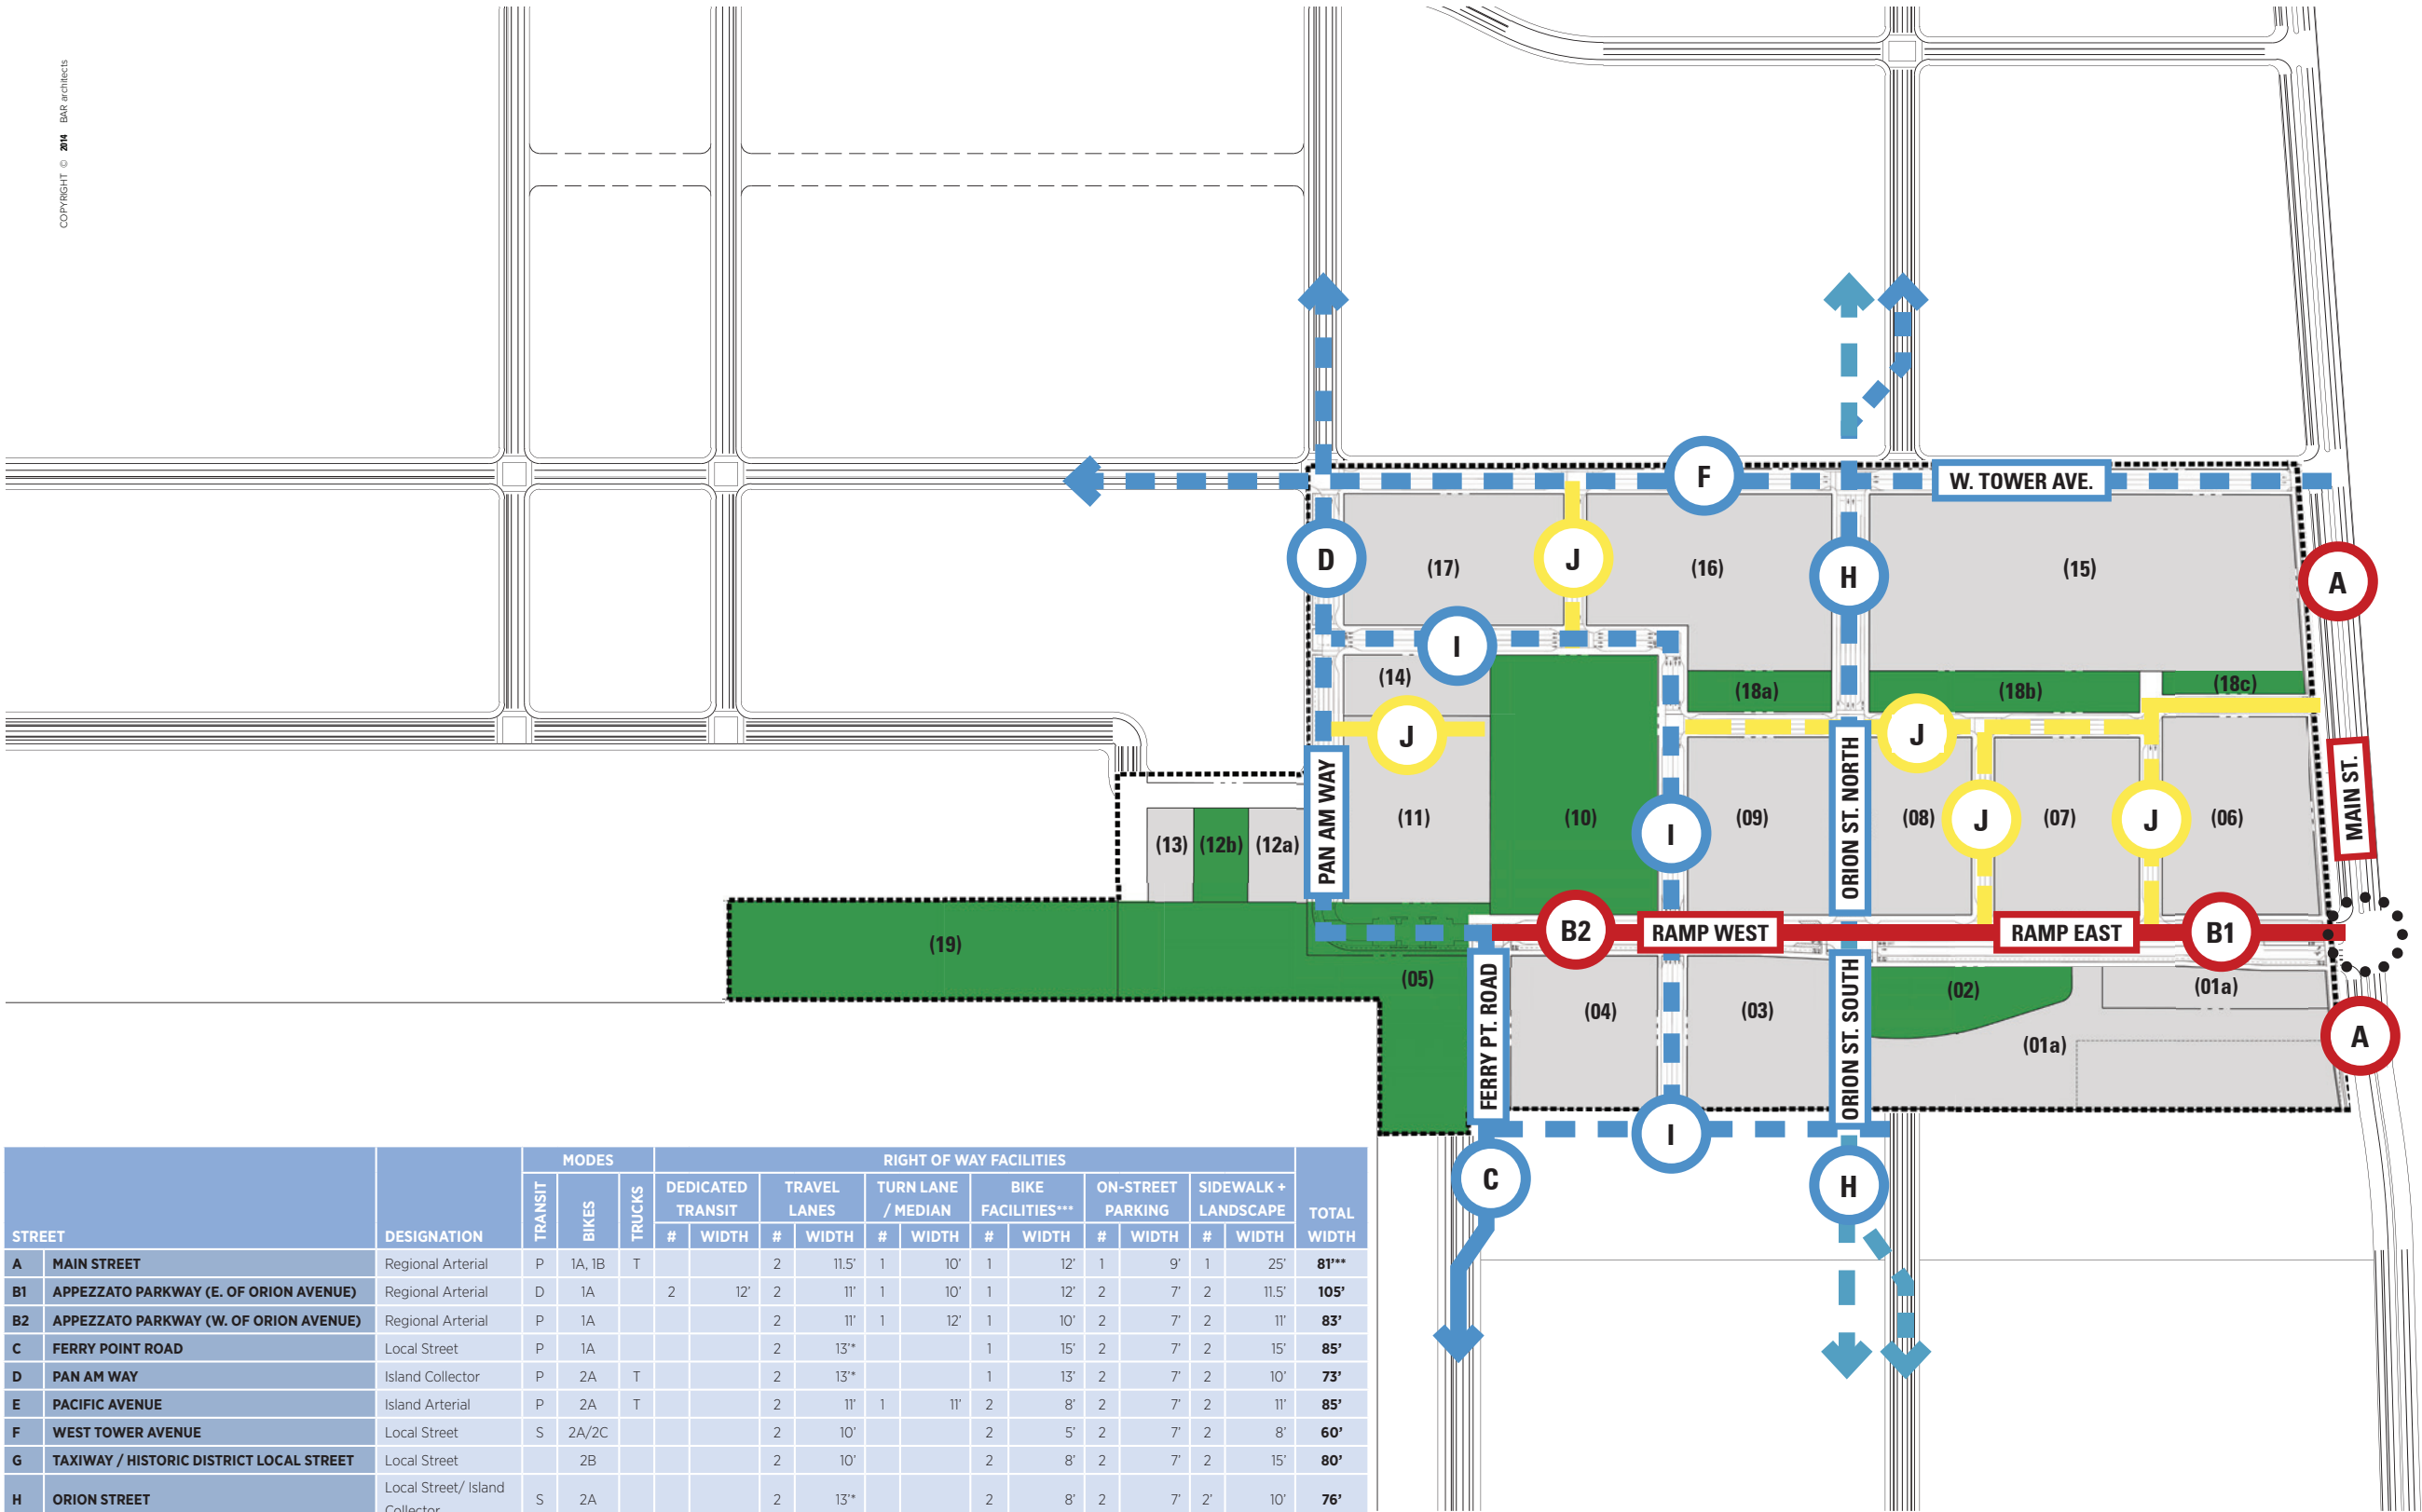 COPYRIGHT © 2014 BAR architects
F
W. TOWER AVE.
D
(17)
J
(16)
H
(15)
A
I
(14)
(18a)
(18b)
(18c)
J
J
PAN AM WAY
ORION ST. NORTH
MAIN ST.
(13)
(12b)
(12a)
(11)
(10)
I
(09)
(08)
J
(07)
J
(06)
(19)
B2
RAMP WEST
RAMP EAST
B1
(05)
FERRY PT. ROAD
(04)
(03)
ORION ST. SOUTH
(02)
(01a)
(01a)
A
I
C
H
MODES
RIGHT OF WAY FACILITIES
STREET DESIGNATION TRANSIT BIKES TRUCKS
DEDICATED TRANSIT
TRAVEL LANES
TURN LANE / MEDIAN
BIKE FACILITIES***
ON-STREET PARKING
SIDEWALK + LANDSCAPE
TOTAL WIDTH
# WIDTH # WIDTH # WIDTH # WIDTH # WIDTH # WIDTH
A MAIN STREET Regional Arterial P 1A, 1B T 2 11.5' 1 10' 1 12' 1 9' 1 25' 81'**
B1 APPEZZATO PARKWAY (E. OF ORION AVENUE) Regional Arterial D 1A 2 12' 2 11' 1 10' 1 12' 2 7' 2 11.5' 105'
B2 APPEZZATO PARKWAY (W. OF ORION AVENUE) Regional Arterial P 1A 2 11' 1 12' 1 10' 2 7' 2 11' 83'
C FERRY POINT ROAD Local Street P 1A 2 13'* 1 15' 2 7' 2 15' 85'
D PAN AM WAY Island Collector P 2A T 2 13'* 1 13' 2 7' 2 10' 73'
E PACIFIC AVENUE Island Arterial P 2A T 2 11' 1 11' 2 8' 2 7' 2 11' 85'
F WEST TOWER AVENUE Local Street S 2A/2C 2 10' 2 5' 2 7' 2 8' 60'
G TAXIWAY / HISTORIC DISTRICT LOCAL STREET Local Street 2B 2 10' 2 8' 2 7' 2 15' 80'
H ORION STREET Local Street/ Island Collector S 2A 2 13'* 2 8' 2 7' 2' 10' 76'